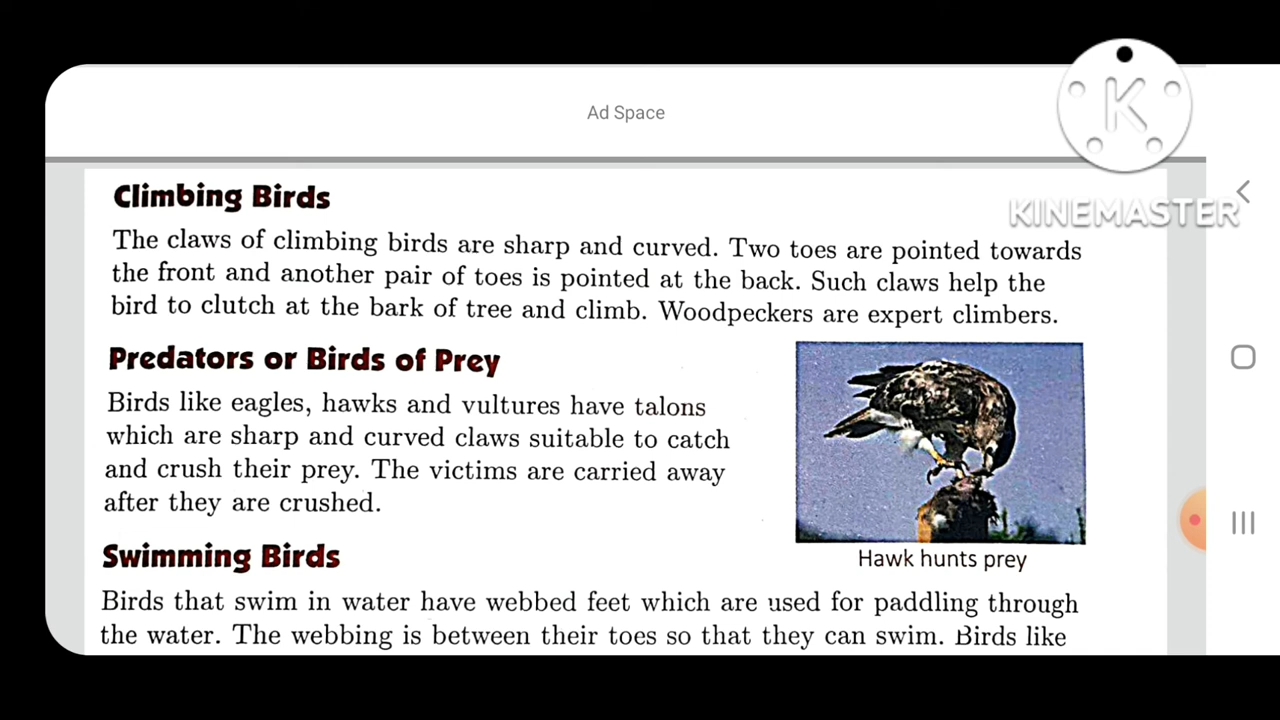 Ad Space
KINEMASTER
Climbing Birds
The claws of climbing birds are sharp and curved. Two toes are pointed towards
the front and another pair of toes is pointed at the back. Such claws help the
bird to clutch at the bark of tree and climb. Woodpeckers are expert climbers.
Predators or Birds of Prey
Birds like eagles, hawks and vultures have talons
which are sharp and curved claws suitable to catch
and crush their prey. The victims are carried away
after they are crushed.
Hawk hunts prey
Swimming Birds
Birds that swim in water have webbed feet which are used for paddling through
the water. The webbing is between their toes so that they can swim. Birds like